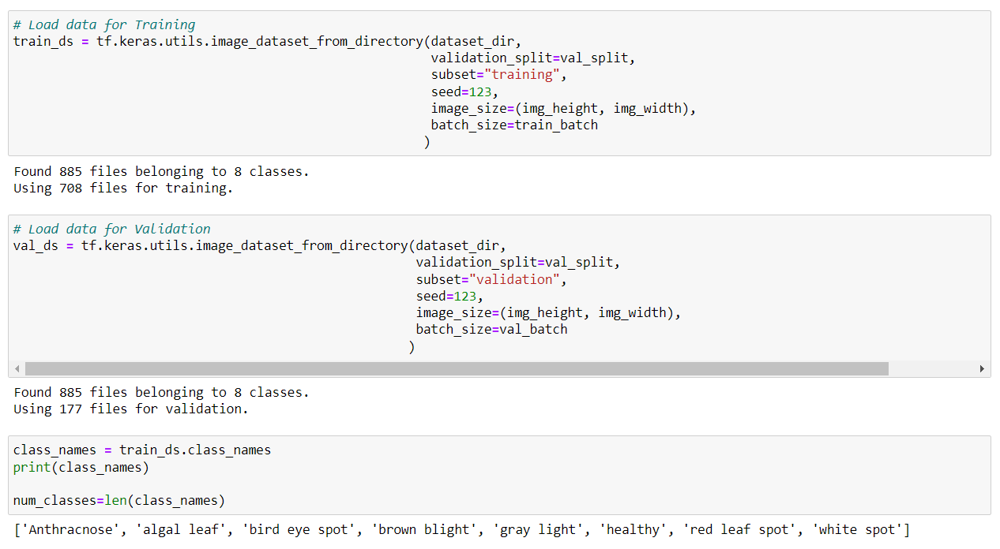 # Load data for Training
train_ds = tf.keras.utils.image_dataset_from_directory(dataset_dir,
validation_split=val_split,
subset="training",
seed=123,
image_size=(img_height, img_width),
batch_size=train_batch
)
Found 885 files belonging to 8 classes.
Using 708 files for training.
# Load data for Validation
val_ds = tf.keras.utils.image_dataset_from_directory(dataset_dir,
validation_split=val_split,
subset="validation",
seed=123,
image_size=(img_height, img_width),
batch_size=val_batch
)
Found 885 files belonging to 8 classes.
Using 177 files for validation.
class_names = train_ds.class_names
print(class_names)
num_classes=len(class_names)
['Anthracnose', 'algal leaf', 'bird eye spot', 'brown blight', 'gray light', 'healthy', 'red leaf spot', 'white spot']